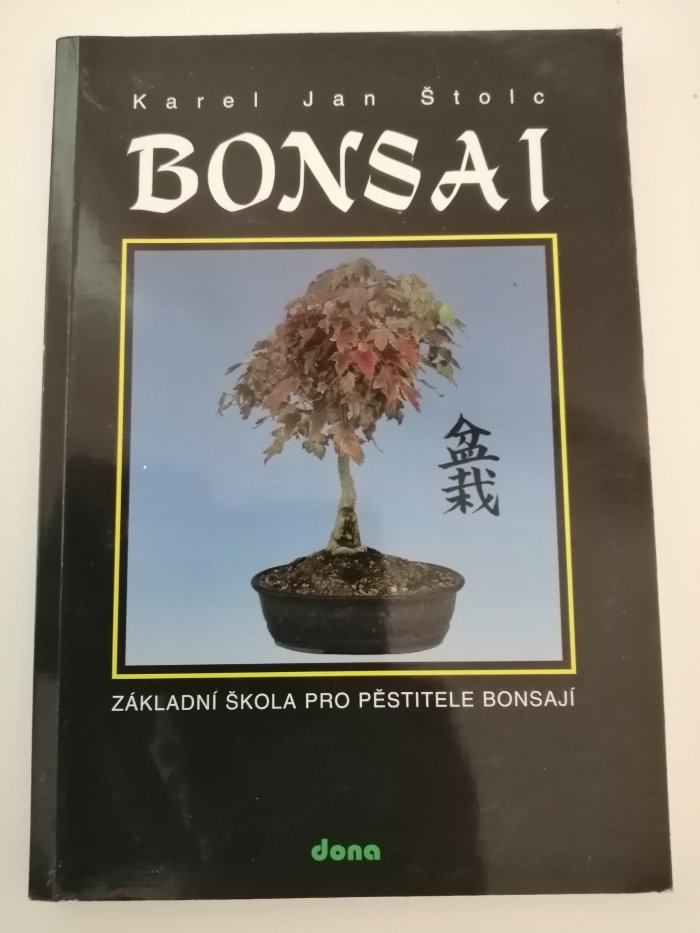 Karel Jan Štolc
BONSAI
盆栽
ZÁKLADNÍ ŠKOLA PRO PĚSTITELE BONSAJÍ
dona